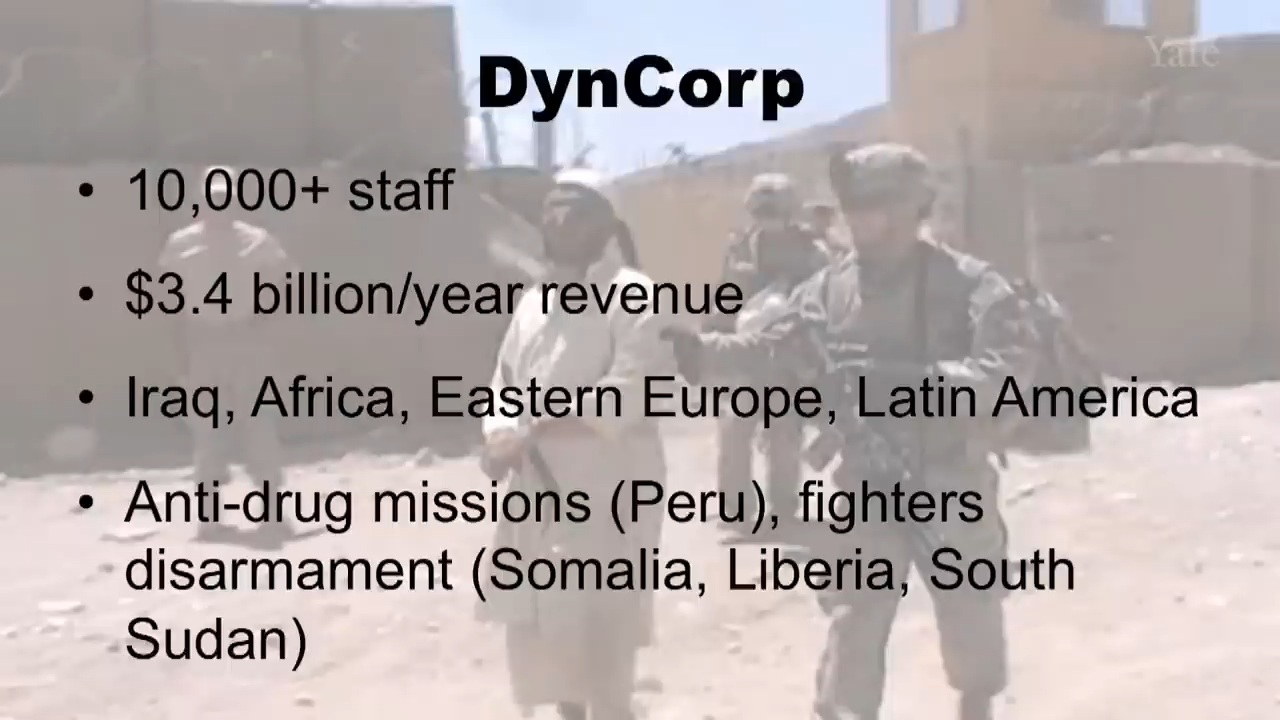 Yale
DynCorp
• 10,000+ staff
• $3.4 billion/year revenue
• Iraq, Africa, Eastern Europe, Latin America
• Anti-drug missions (Peru), fighters
disarmament (Somalia, Liberia, South
Sudan)